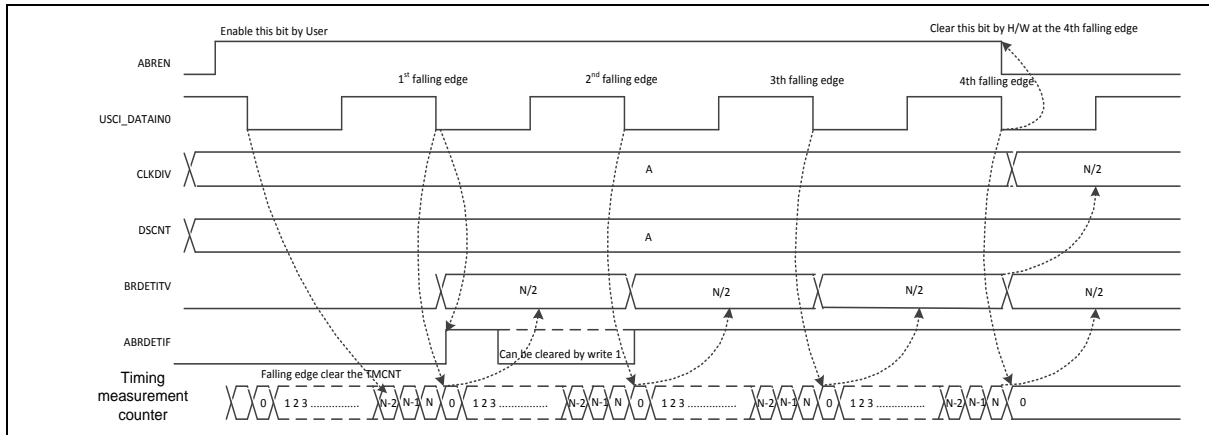 Enable this bit by User
Clear this bit by H/W at the 4th falling edge
ABREN
1st falling edge
2nd falling edge
3th falling edge
4th falling edge
USCI_DATAIN0
CLKDIV
A
N/2
DSCNT
A
BRDETITV
N/2
N/2
N/2
N/2
ABRDETIF
Can be cleared by write 1
Falling edge clear the TMCNT
Timing
measurement
counter
0 1 2 3 ................ N-2 N-1 N 0 1 2 3 ................ N-2 N-1 N 0 1 2 3 ................ N-2 N-1 N 0 1 2 3 ................ N-2 N-1 N 0